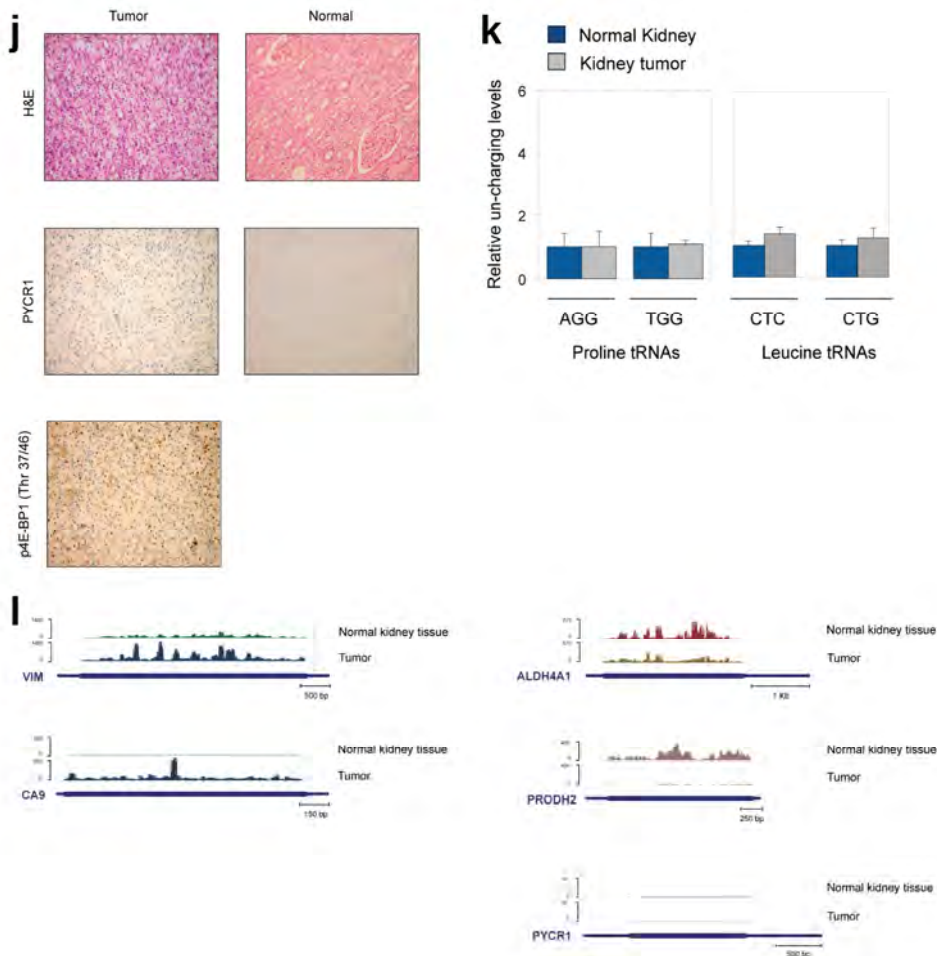 j
Tumor
Normal
H&E
PYCR1
p4E-BP1 (Thr 37/46)
k
Normal Kidney
Kidney tumor
Relative un-charging levels
6
4
2
0
AGG
TGG
CTC
CTG
Proline tRNAs
Leucine tRNAs
l
Normal kidney tissue
Tumor
VIM
500 bp
Normal kidney tissue
Tumor
CA9
150 bp
Normal kidney tissue
Tumor
ALDH4A1
1 Kb
Normal kidney tissue
Tumor
PRODH2
250 bp
Normal kidney tissue
Tumor
PYCR1
500 bp